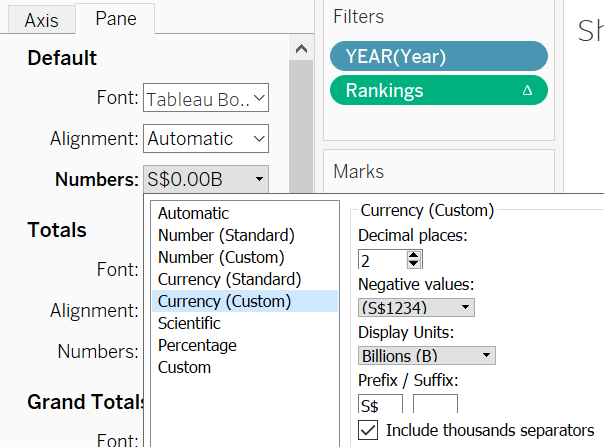 Axis
Pane
Default
Font:
Tableau Bo..
Alignment:
Automatic
Numbers:
S$0.00B
Totals
Font:
Alignment:
Numbers:
Grand Totals
Font:
Automatic
Number (Standard)
Number (Custom)
Currency (Standard)
Currency (Custom)
Scientific
Percentage
Custom
Currency (Custom)
Decimal places:
2
Negative values:
(S$1234)
Display Units:
Billions (B)
Prefix / Suffix:
S$
Include thousands separators
Filters
YEAR(Year)
Rankings
Δ
Marks
Sh